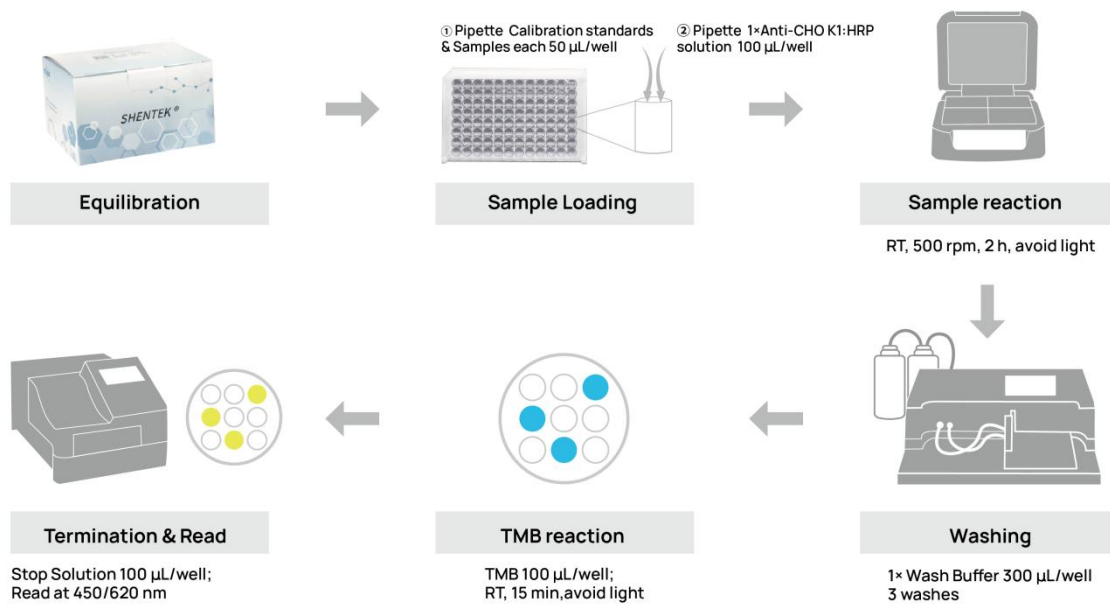 ① Pipette Calibration standards
& Samples each 50 μL/well
② Pipette 1×Anti-CHO K1:HRP
solution 100 μL/well
SHENTEK®
Equilibration
Sample Loading
Sample reaction
RT, 500 rpm, 2 h, avoid light
Termination & Read
TMB reaction
Washing
Stop Solution 100 μL/well;
Read at 450/620 nm
TMB 100 μL/well;
RT, 15 min,avoid light
1× Wash Buffer 300 μL/well
3 washes